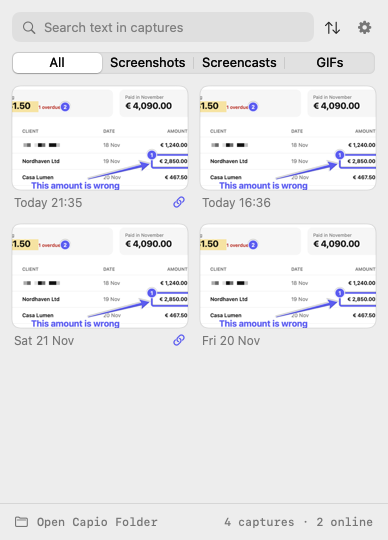 Search text in captures
All Screenshots Screencasts GIFs
1.50 1 overdue 2
Paid in November
€ 4,090.00
CLIENT DATE AMOUNT
18 Nov € 1,240.00
1
Nordhaven Ltd 19 Nov € 2,850.00
Casa Lumen 20 Nov € 467.50
This amount is wrong
1.50 1 overdue 2
Paid in November
€ 4,090.00
CLIENT DATE AMOUNT
18 Nov € 1,240.00
1
Nordhaven Ltd 19 Nov € 2,850.00
Casa Lumen 20 Nov € 467.50
This amount is wrong
Today 21:35 Today 16:36
1.50 1 overdue 2
Paid in November
€ 4,090.00
CLIENT DATE AMOUNT
18 Nov € 1,240.00
1
Nordhaven Ltd 19 Nov € 2,850.00
Casa Lumen 20 Nov € 467.50
This amount is wrong
1.50 1 overdue 2
Paid in November
€ 4,090.00
CLIENT DATE AMOUNT
18 Nov € 1,240.00
1
Nordhaven Ltd 19 Nov € 2,850.00
Casa Lumen 20 Nov € 467.50
This amount is wrong
Sat 21 Nov Fri 20 Nov
Open Capio Folder 4 captures · 2 online